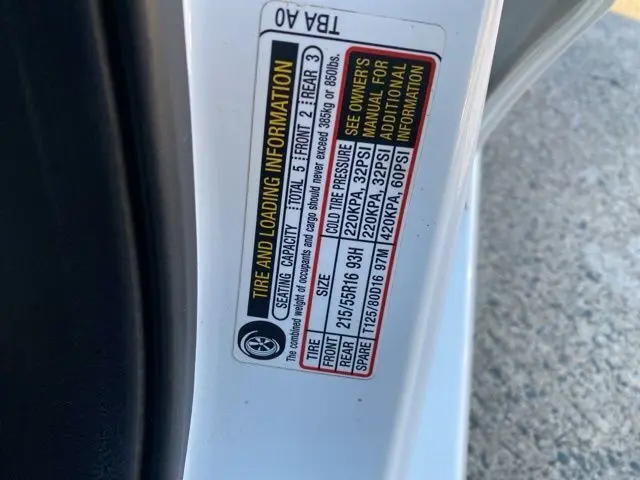 TBA A0
TIRE AND LOADING INFORMATION
SEATING CAPACITY TOTAL 5 FRONT 2 REAR 3
The combined weight of occupants and cargo should never exceed 385kg or 850lbs.
TIRE SIZE COLD TIRE PRESSURE
FRONT 215/55R16 93H 220KPA, 32PSI
REAR 220KPA, 32PSI
SPARE T125/80D16 97M 420KPA, 60PSI
SEE OWNER'S
MANUAL FOR
ADDITIONAL
INFORMATION